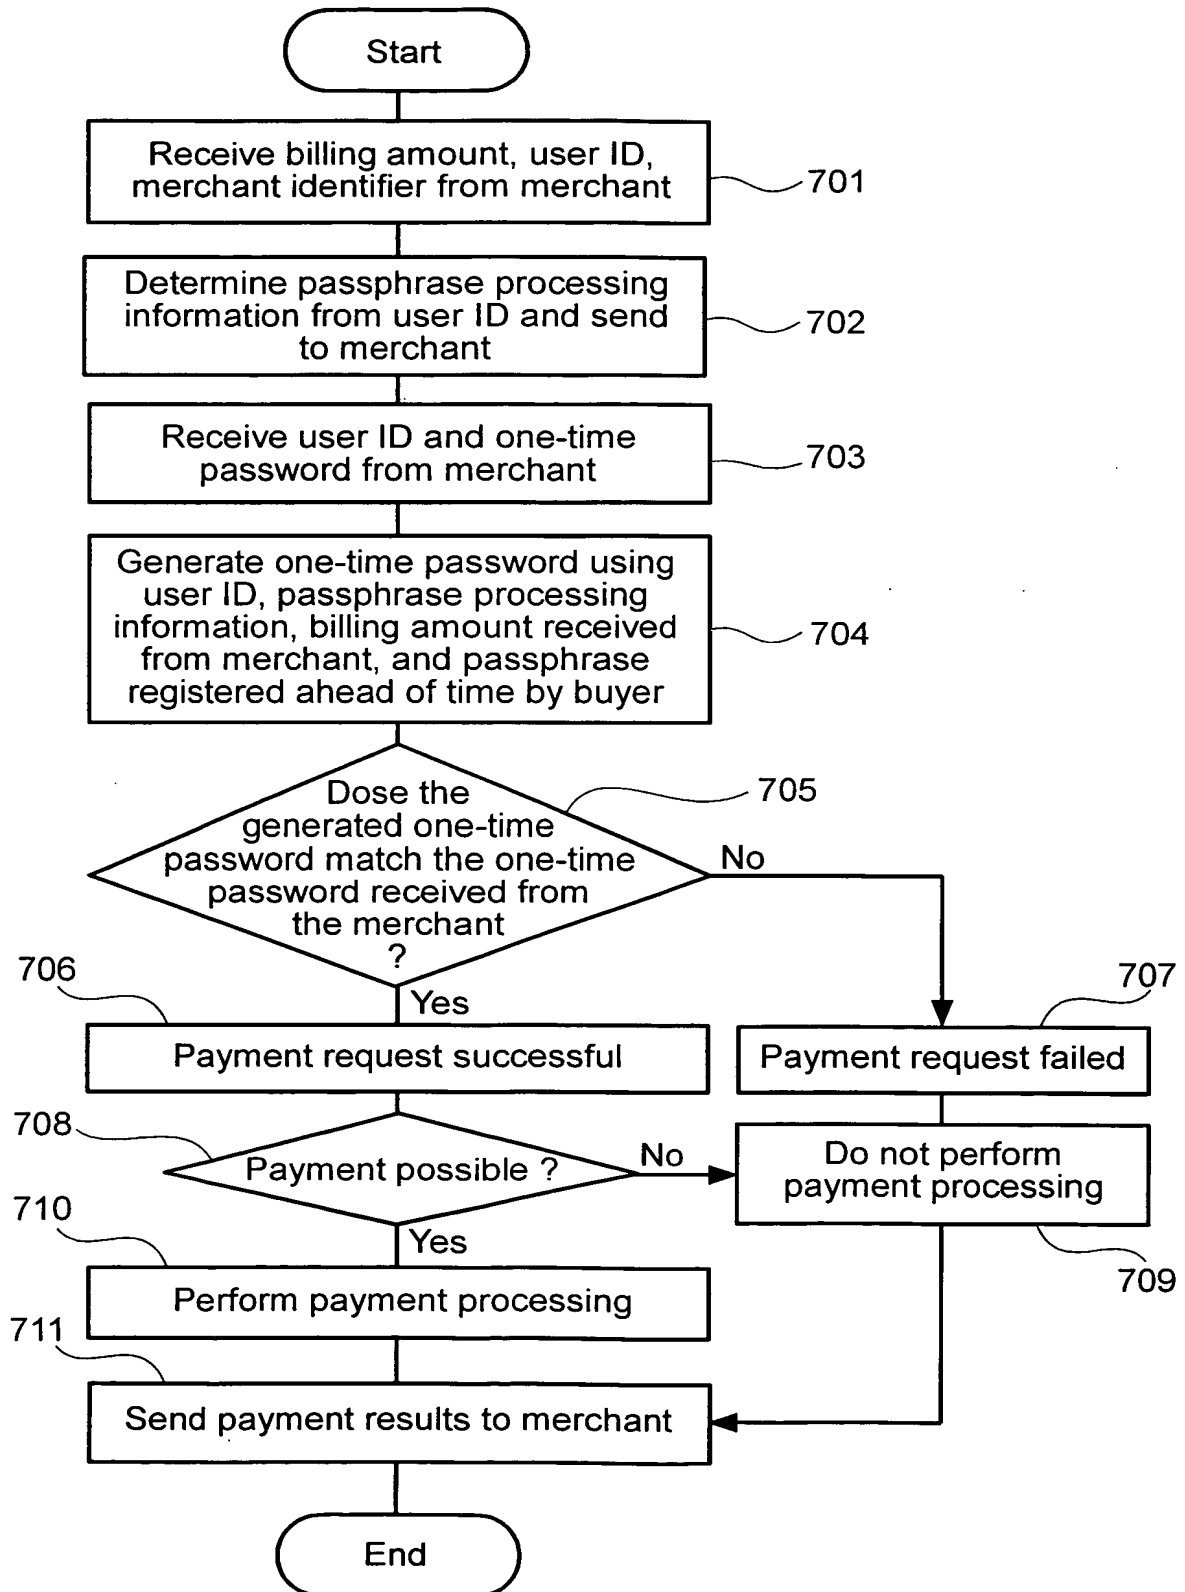 Start
Receive billing amount, user ID,
merchant identifier from merchant
701
Determine passphrase processing
information from user ID and send
to merchant
702
Receive user ID and one-time
password from merchant
703
Generate one-time password using
user ID, passphrase processing
information, billing amount received
from merchant, and passphrase
registered ahead of time by buyer
704
Dose the
generated one-time
password match the one-time
password received from
the merchant
?
705
No
Yes
706
Payment request successful
707
Payment request failed
708
Payment possible ?
No
Do not perform
payment processing
709
Yes
710
Perform payment processing
711
Send payment results to merchant
End